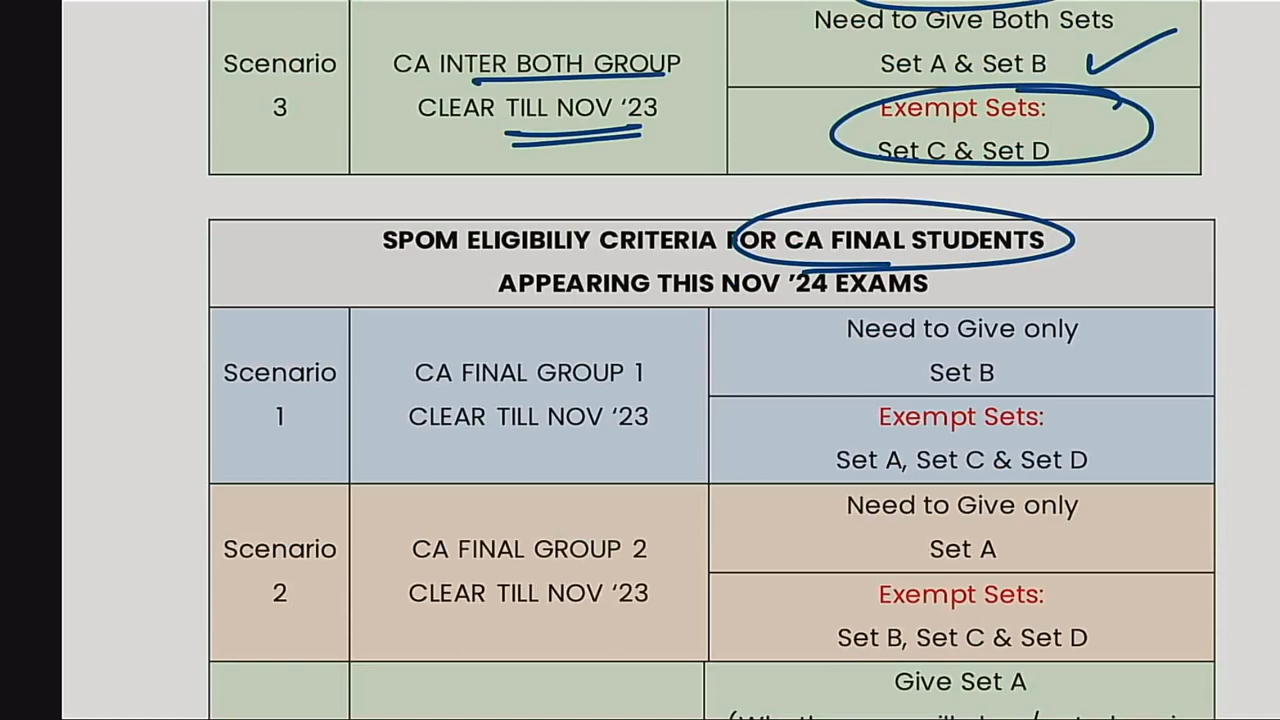 Need to Give Both Sets
Set A & Set B
Scenario
3
CA INTER BOTH GROUP
CLEAR TILL NOV ‘23
Exempt Sets:
Set C & Set D
SPOM ELIGIBILIY CRITERIA FOR CA FINAL STUDENTS
APPEARING THIS NOV ’24 EXAMS
Scenario
1
CA FINAL GROUP 1
CLEAR TILL NOV ‘23
Need to Give only
Set B
Exempt Sets:
Set A, Set C & Set D
Scenario
2
CA FINAL GROUP 2
CLEAR TILL NOV ‘23
Need to Give only
Set A
Exempt Sets:
Set B, Set C & Set D
Give Set A